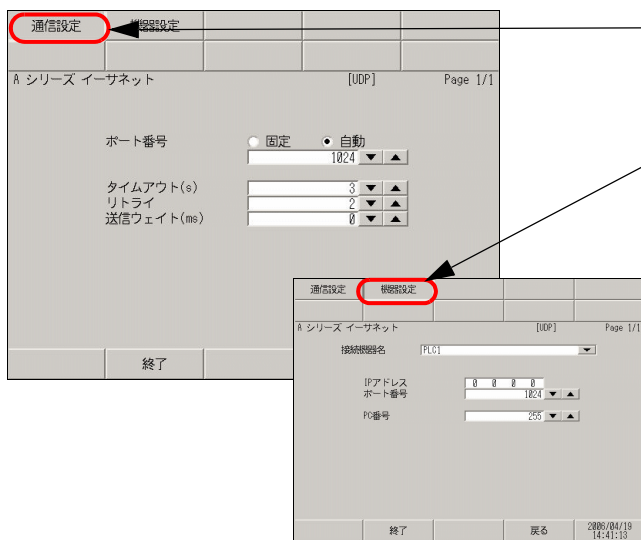 通信設定 機器設定
A シリーズ イーサネット [UDP] Page 1/1
ポート番号 固定 自動
1024
タイムアウト(s) 3
リトライ 2
送信ウェイト(ms) 0
終了
通信設定 機器設定
A シリーズ イーサネット [UDP] Page 1/1
接続機器名 PLC1
IPアドレス 0 0 0 0
ポート番号 1024
PC番号 255
終了 戻る 2006/04/19
14:41:13